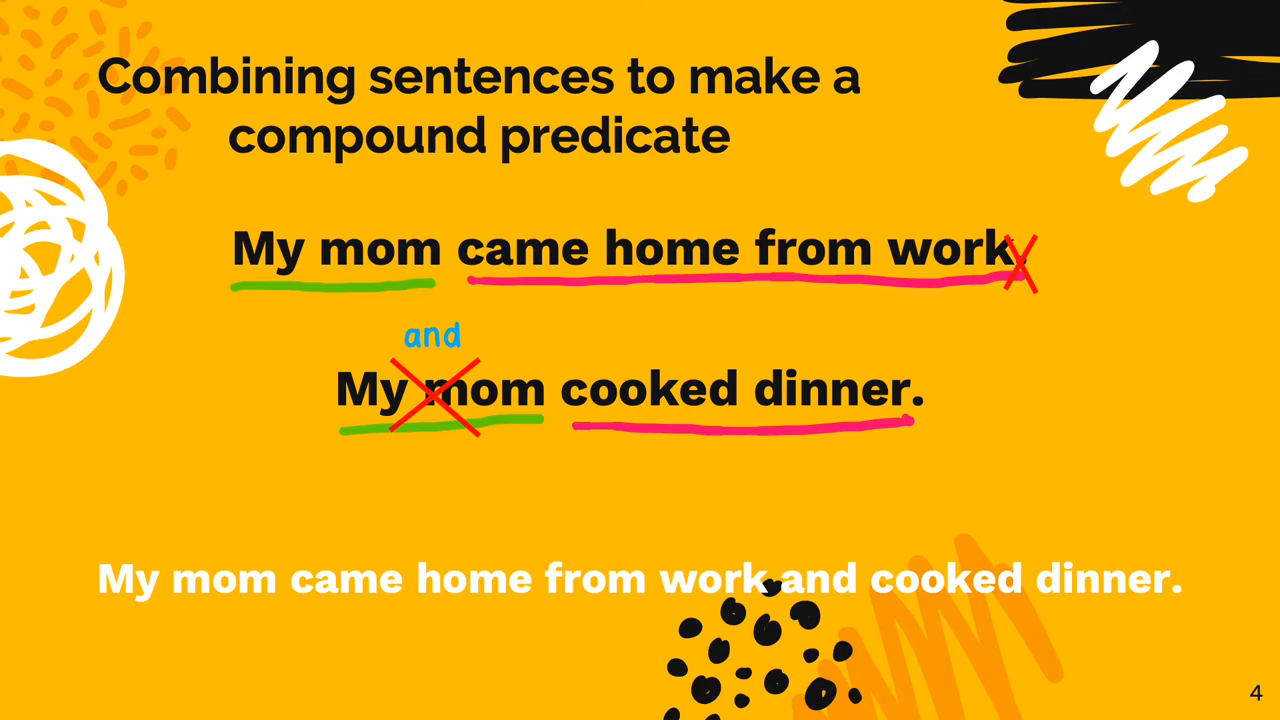 Combining sentences to make a
compound predicate
My mom came home from work.
and
My mom cooked dinner.
My mom came home from work and cooked dinner.
4